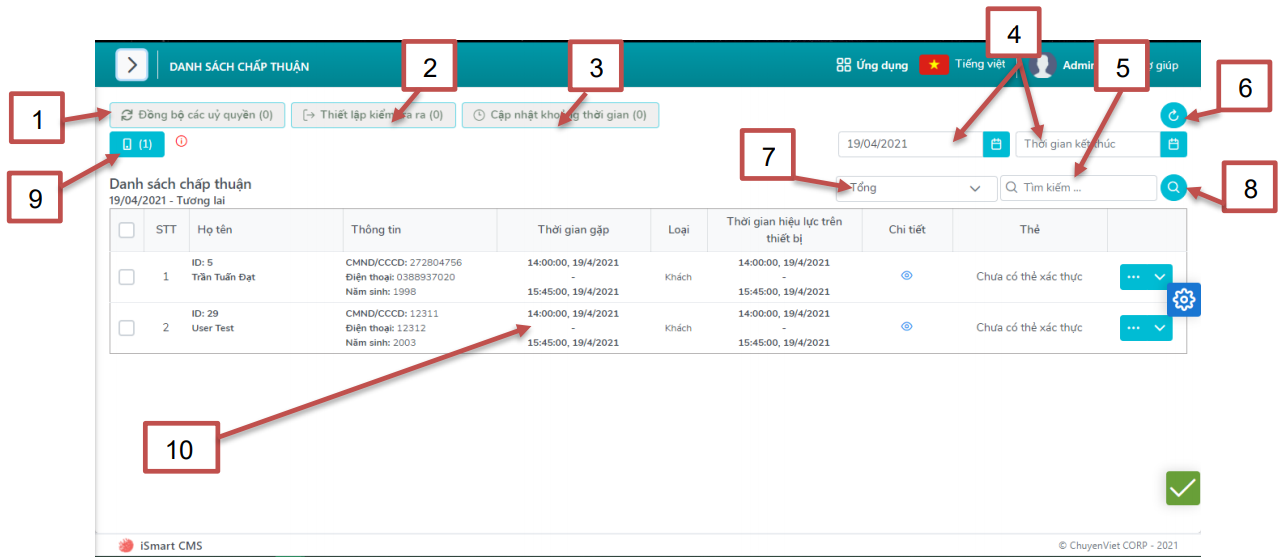 4
DANH SÁCH CHẤP THUẬN
2
3
Ứng dụng
Tiếng việt
Admin
5
giúp
6
1
Đồng bộ các uỷ quyền (0)
Thiết lập kiểm tra ra (0)
Cập nhật khoảng thời gian (0)
(1)
7
19/04/2021
Thời gian kết thúc
9
Danh sách chấp thuận
19/04/2021 - Tương lai
Tổng
Tìm kiếm ...
8
STT
Họ tên
Thông tin
Thời gian gặp
Loại
Thời gian hiệu lực trên
thiết bị
Chi tiết
Thẻ
1
ID: 5
Trần Tuấn Đạt
CMND/CCCD: 272804756
Điện thoại: 0388937020
Năm sinh: 1998
14:00:00, 19/4/2021
-
15:45:00, 19/4/2021
Khách
14:00:00, 19/4/2021
-
15:45:00, 19/4/2021
Chưa có thẻ xác thực
2
ID: 29
User Test
CMND/CCCD: 12311
Điện thoại: 12312
Năm sinh: 2003
14:00:00, 19/4/2021
-
15:45:00, 19/4/2021
Khách
14:00:00, 19/4/2021
-
15:45:00, 19/4/2021
Chưa có thẻ xác thực
10
iSmart CMS
© ChuyenViet CORP - 2021